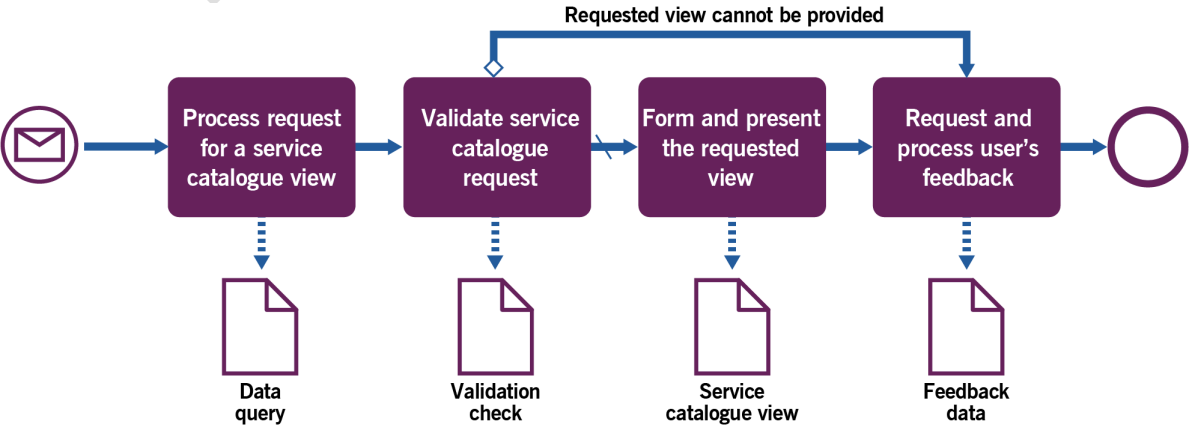 Requested view cannot be provided
Process request
for a service
catalogue view
Validate service
catalogue
request
Form and present
the requested
view
Request and
process user’s
feedback
Data
query
Validation
check
Service
catalogue view
Feedback
data